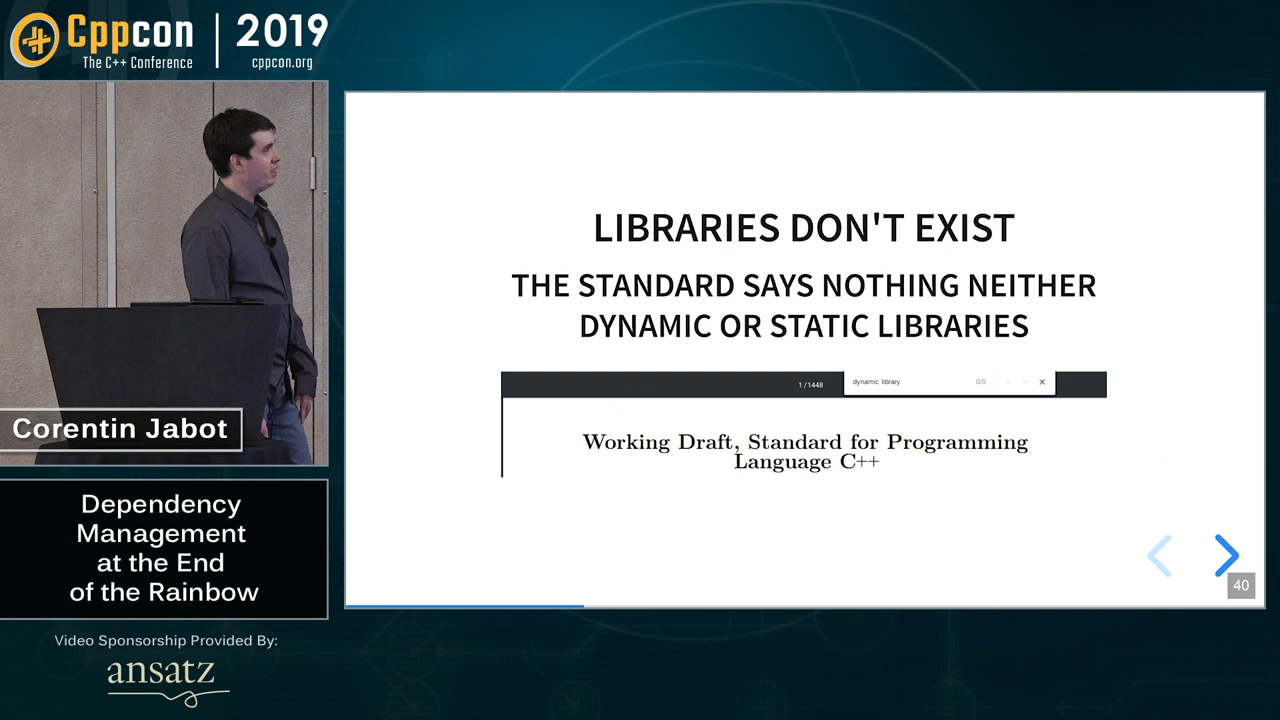 Cppcon
The C++ Conference
2019
cppcon.org
Corentin Jabot
Dependency
Management
at the End
of the Rainbow
Video Sponsorship Provided By:
ansatz
LIBRARIES DON'T EXIST
THE STANDARD SAYS NOTHING NEITHER
DYNAMIC OR STATIC LIBRARIES
1 / 1448
dynamic library
0/0
Working Draft, Standard for Programming
Language C++
40